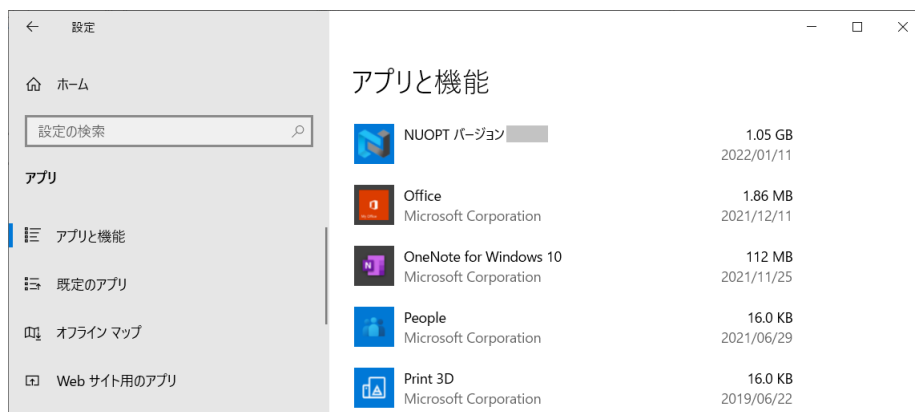 設定
ホーム
設定の検索
アプリ
アプリと機能
既定のアプリ
オフライン マップ
Web サイト用のアプリ
アプリと機能
NUOPT バージョン
1.05 GB
2022/01/11
Office
1.86 MB
Microsoft Corporation
2021/12/11
OneNote for Windows 10
112 MB
Microsoft Corporation
2021/11/25
People
16.0 KB
Microsoft Corporation
2021/06/29
Print 3D
16.0 KB
Microsoft Corporation
2019/06/22